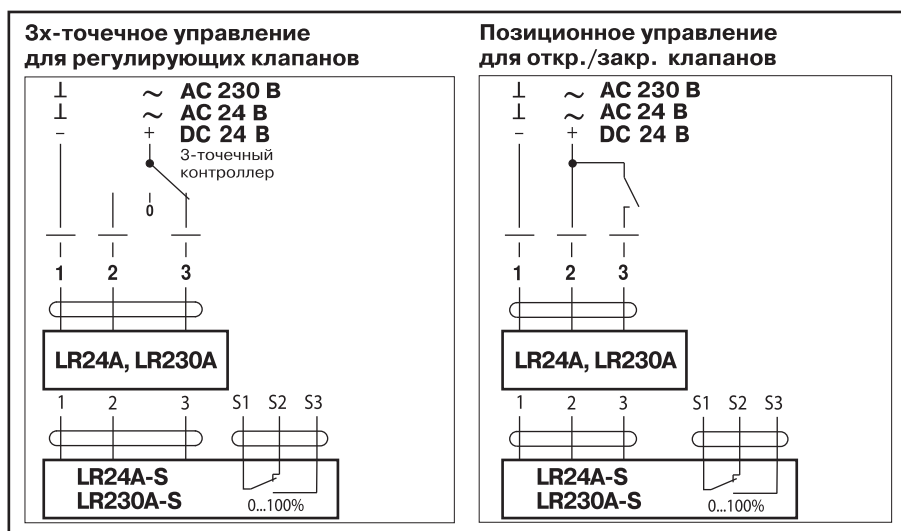 3х-точечное управление
для регулирующих клапанов
⊥ ~ AC 230 В
⊥ ~ AC 24 В
– + DC 24 В
3-точечный
контроллер
0
1 2 3
LR24A, LR230A
1 2 3 S1 S2 S3
LR24A-S
LR230A-S
0...100%
Позиционное управление
для откр./закр. клапанов
⊥ ~ AC 230 В
⊥ ~ AC 24 В
– + DC 24 В
1 2 3
LR24A, LR230A
1 2 3 S1 S2 S3
LR24A-S
LR230A-S
0...100%